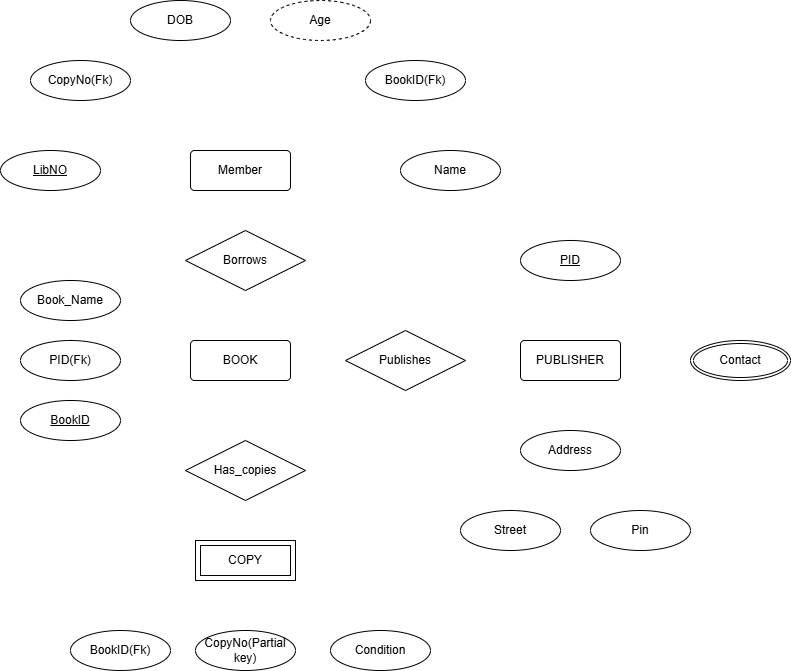 DOB
Age
CopyNo(Fk)
BookID(Fk)
LibNO
Member
Name
Borrows
PID
Book_Name
PID(Fk)
BOOK
Publishes
PUBLISHER
Contact
BookID
Address
Has_copies
Street
Pin
COPY
BookID(Fk)
CopyNo(Partial
key)
Condition